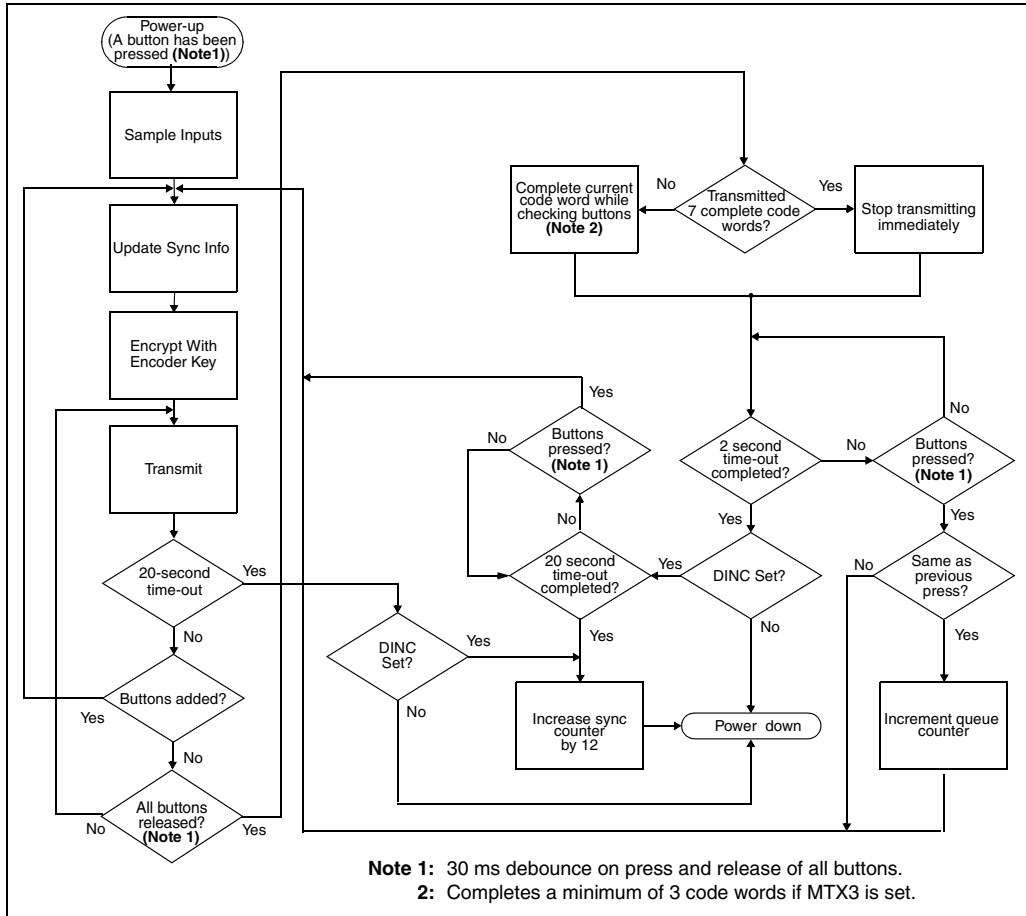 Power-up
(A button has been
pressed (Note1))
Sample Inputs
Update Sync Info
Encrypt With
Encoder Key
Transmit
20-second
time-out
Yes
No
Buttons added?
Yes
No
All buttons
released?
(Note 1)
No
Yes
DINC
Set?
Yes
No
Complete current
code word while
checking buttons
(Note 2)
No
Transmitted
7 complete code
words?
Yes
Stop transmitting
immediately
Yes
Buttons
pressed?
(Note 1)
No
No
20 second
time-out
completed?
Yes
Increase sync
counter
by 12
2 second
time-out
completed?
No
Yes
DINC Set?
Yes
No
Power down
No
Buttons
pressed?
(Note 1)
Yes
Same as
previous
press?
No
Yes
Increment queue
counter
Note 1: 30 ms debounce on press and release of all buttons.
2: Completes a minimum of 3 code words if MTX3 is set.